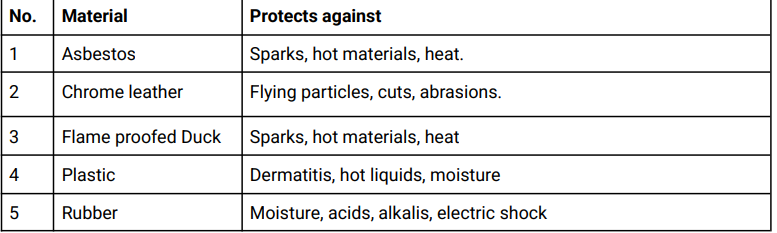 No. Material Protects against
1 Asbestos Sparks, hot materials, heat.
2 Chrome leather Flying particles, cuts, abrasions.
3 Flame proofed Duck Sparks, hot materials, heat
4 Plastic Dermatitis, hot liquids, moisture
5 Rubber Moisture, acids, alkalis, electric shock